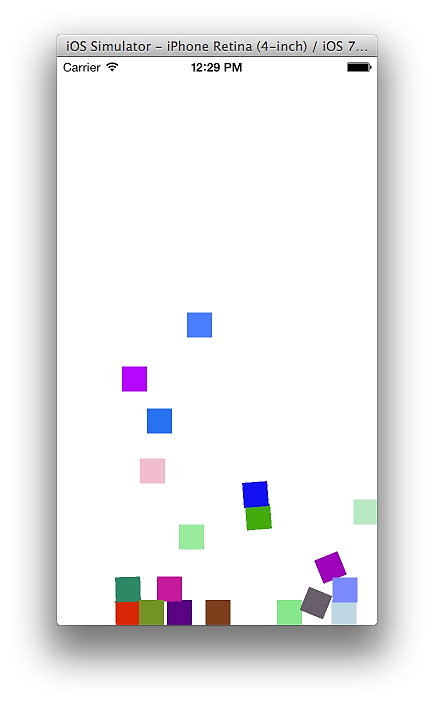 iOS Simulator – iPhone Retina (4-inch) / iOS 7...
Carrier 12:29 PM